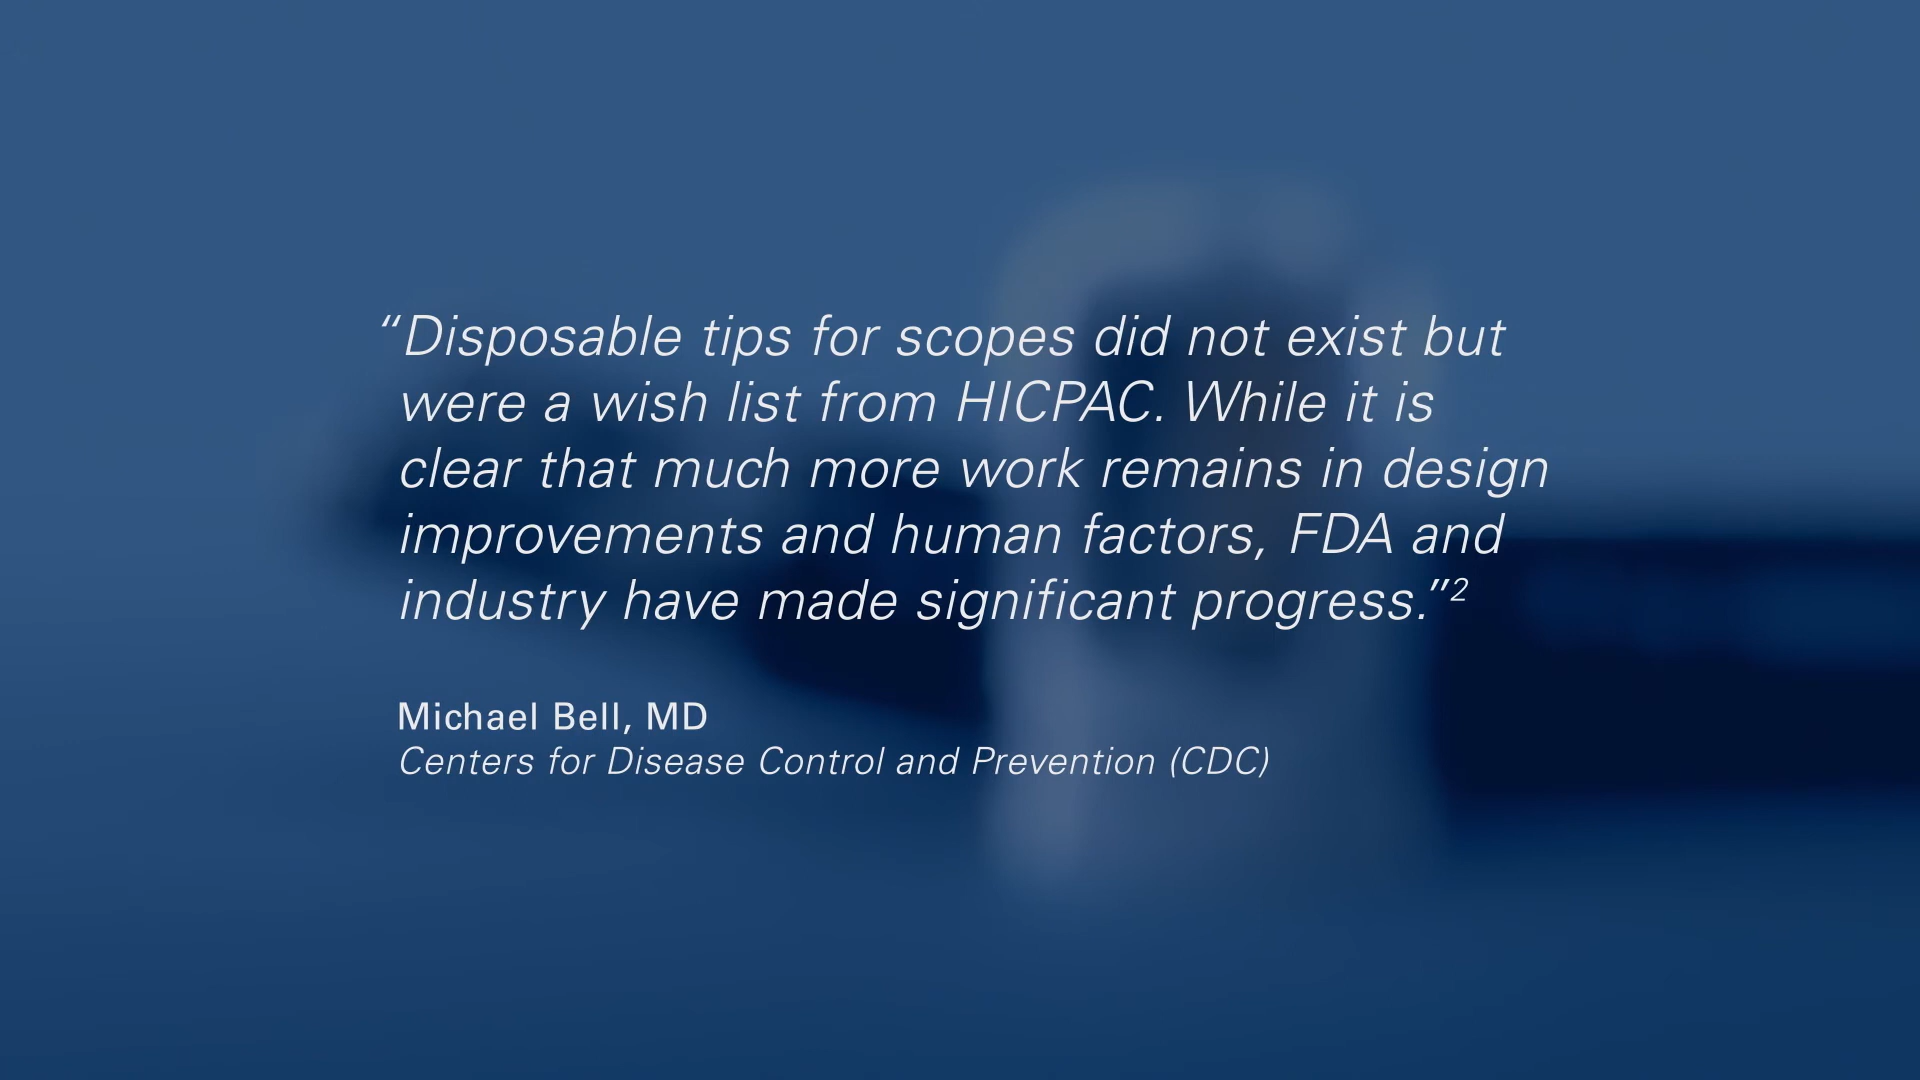 “Disposable tips for scopes did not exist but
were a wish list from HICPAC. While it is
clear that much more work remains in design
improvements and human factors, FDA and
industry have made significant progress.”²
Michael Bell, MD
Centers for Disease Control and Prevention (CDC)